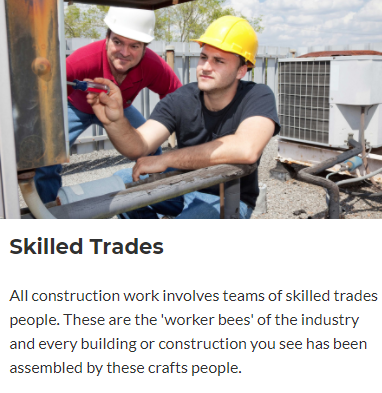 Skilled Trades
All construction work involves teams of skilled trades
people. These are the 'worker bees' of the industry
and every building or construction you see has been
assembled by these crafts people.